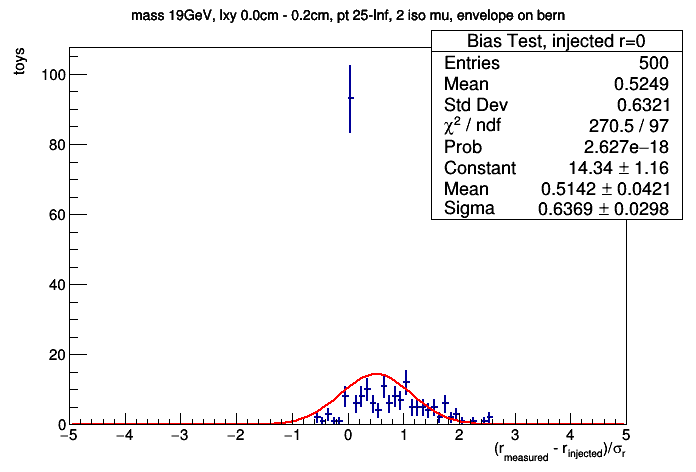 mass 19GeV, lxy 0.0cm - 0.2cm, pt 25-Inf, 2 iso mu, envelope on bern
toys
Bias Test, injected r=0
Entries 500
Mean 0.5249
Std Dev 0.6321
χ² / ndf 270.5 / 97
Prob 2.627e−18
Constant 14.34 ± 1.16
Mean 0.5142 ± 0.0421
Sigma 0.6369 ± 0.0298
100
80
60
40
20
0
−5 −4 −3 −2 −1 0 1 2 3 4 5
(r_measured - r_injected)/σ_r